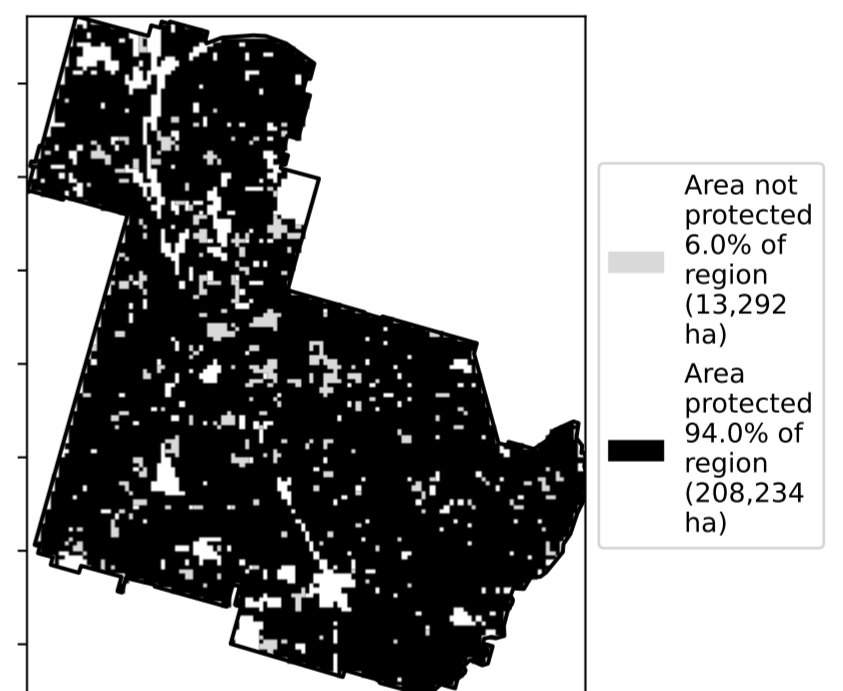 Area not
protected
6.0% of
region
(13,292
ha)
Area
protected
94.0% of
region
(208,234
ha)